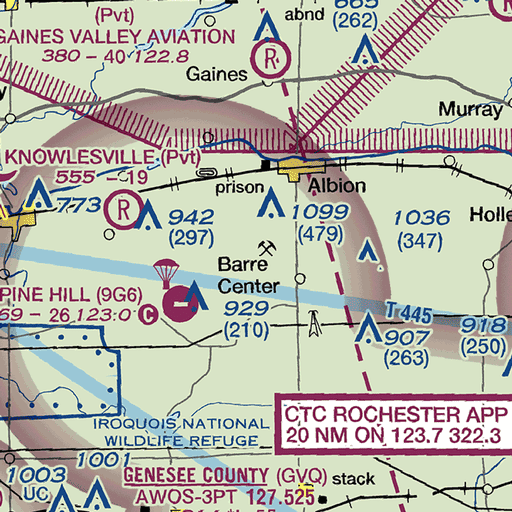 (Pvt)
GAINES VALLEY AVIATION
380 - 40 122.8
abnd
665
(262)
R
Gaines
Murray
KNOWLESVILLE (Pvt)
555 - 19
prison
Albion
773
R
942
(297)
1099
(479)
1036
(347)
Holle
Barre
Center
PINE HILL (9G6)
69 - 26 123.0 C
929
(210)
T 445
907
(263)
918
(250)
CTC ROCHESTER APP
20 NM ON 123.7 322.3
IROQUOIS NATIONAL
WILDLIFE REFUGE
1003
UC
1001
GENESEE COUNTY (GVQ)
AWOS-3PT 127.525
stack